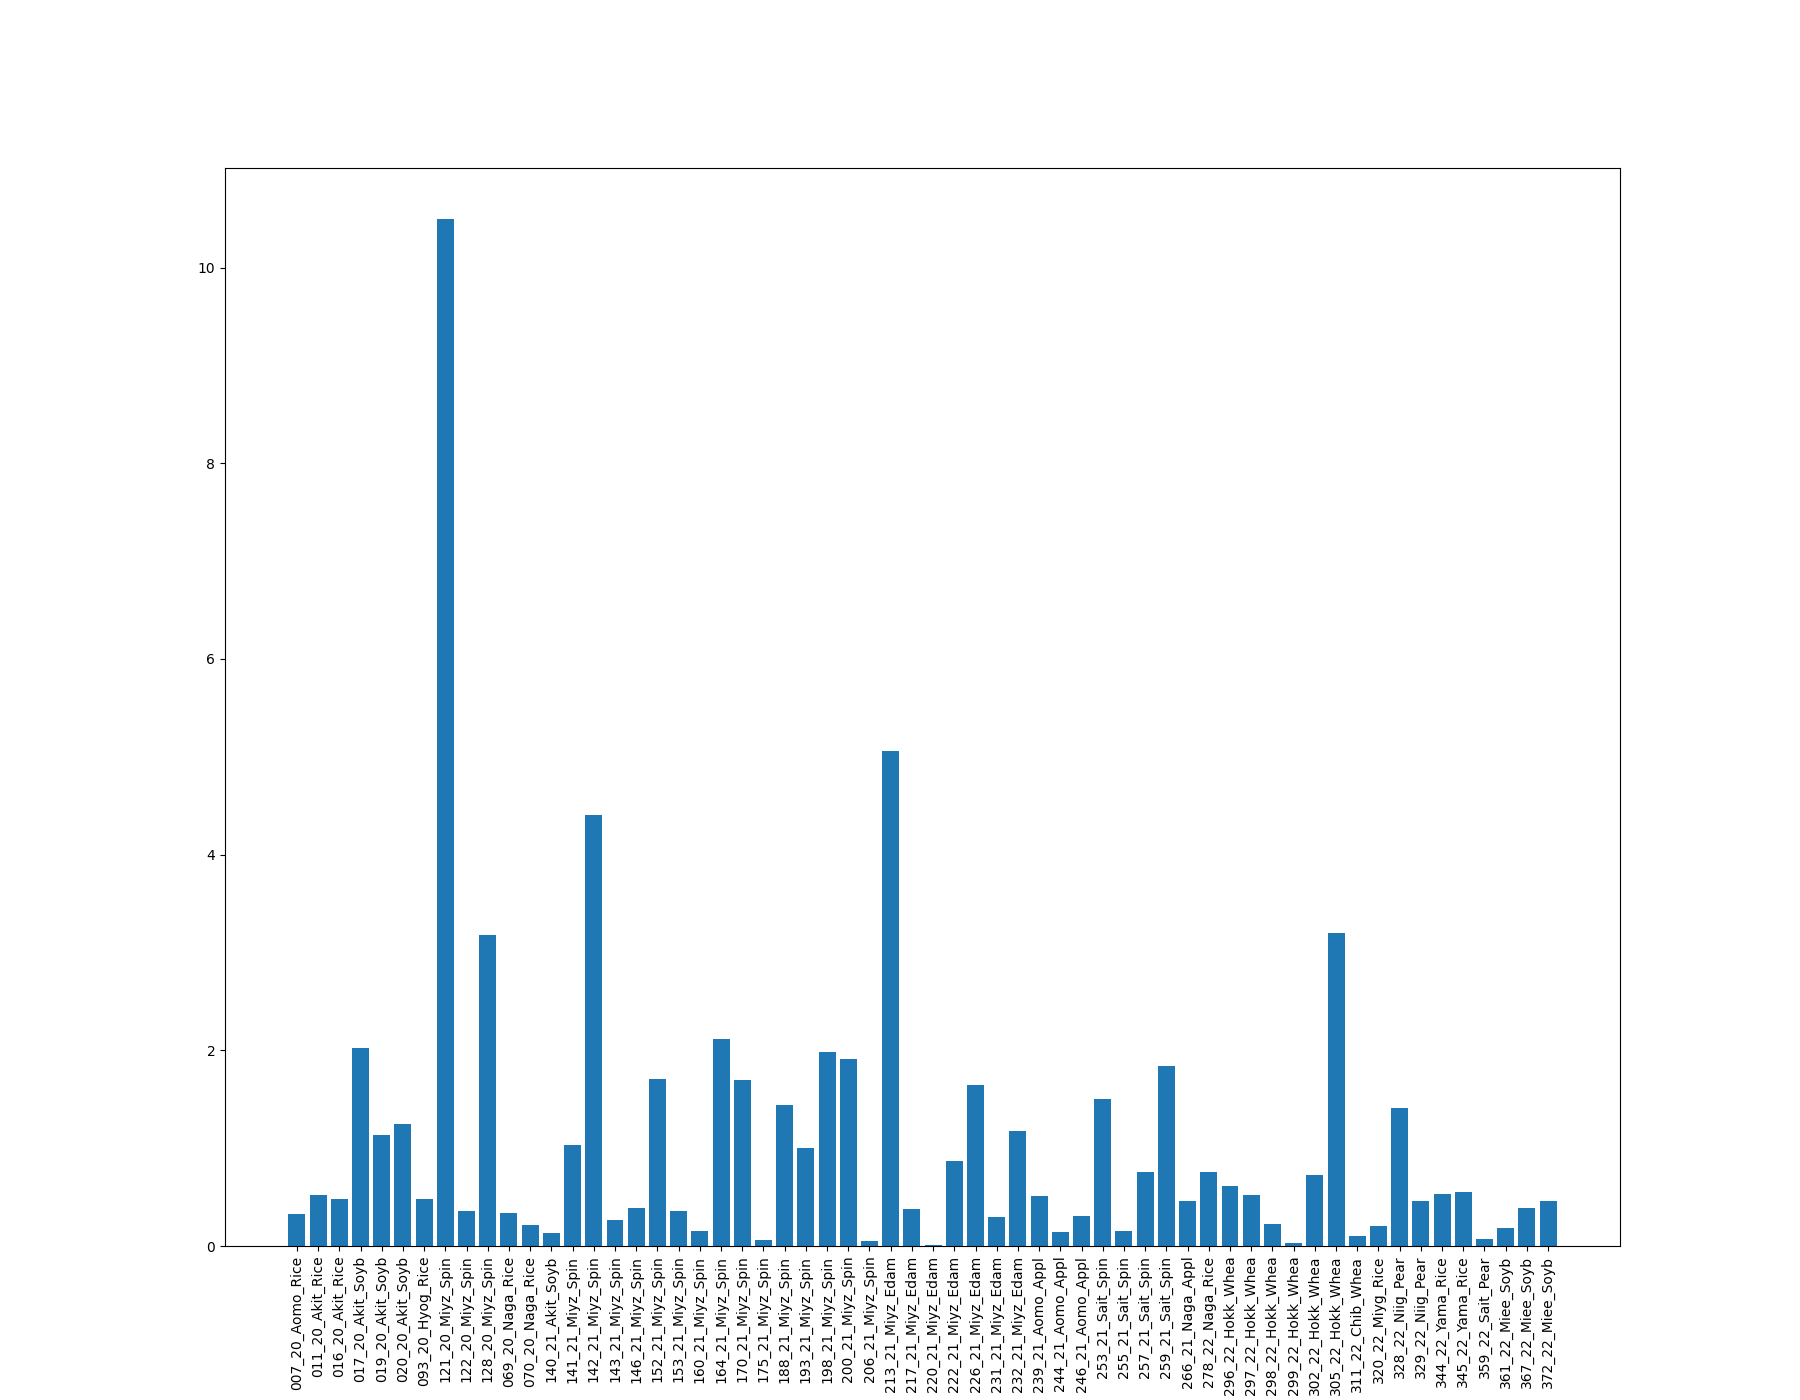 10
8
6
4
2
0
007_20_Aomo_Rice
011_20_Akit_Rice
016_20_Akit_Rice
017_20_Akit_Soyb
019_20_Akit_Soyb
020_20_Akit_Soyb
093_20_Hyog_Rice
121_20_Miyz_Spin
122_20_Miyz_Spin
128_20_Miyz_Spin
069_20_Naga_Rice
070_20_Naga_Rice
140_21_Akit_Soyb
141_21_Miyz_Spin
142_21_Miyz_Spin
143_21_Miyz_Spin
146_21_Miyz_Spin
152_21_Miyz_Spin
153_21_Miyz_Spin
160_21_Miyz_Spin
164_21_Miyz_Spin
170_21_Miyz_Spin
175_21_Miyz_Spin
188_21_Miyz_Spin
193_21_Miyz_Spin
198_21_Miyz_Spin
200_21_Miyz_Spin
206_21_Miyz_Spin
213_21_Miyz_Edam
217_21_Miyz_Edam
220_21_Miyz_Edam
222_21_Miyz_Edam
226_21_Miyz_Edam
231_21_Miyz_Edam
232_21_Miyz_Edam
239_21_Aomo_Appl
244_21_Aomo_Appl
246_21_Aomo_Appl
253_21_Sait_Spin
255_21_Sait_Spin
257_21_Sait_Spin
259_21_Sait_Spin
266_21_Naga_Appl
278_22_Naga_Rice
296_22_Hokk_Whea
297_22_Hokk_Whea
298_22_Hokk_Whea
299_22_Hokk_Whea
302_22_Hokk_Whea
305_22_Hokk_Whea
311_22_Chib_Whea
320_22_Miyg_Rice
328_22_Niig_Pear
329_22_Niig_Pear
344_22_Yama_Rice
345_22_Yama_Rice
359_22_Sait_Pear
361_22_Miee_Soyb
367_22_Miee_Soyb
372_22_Miee_Soyb